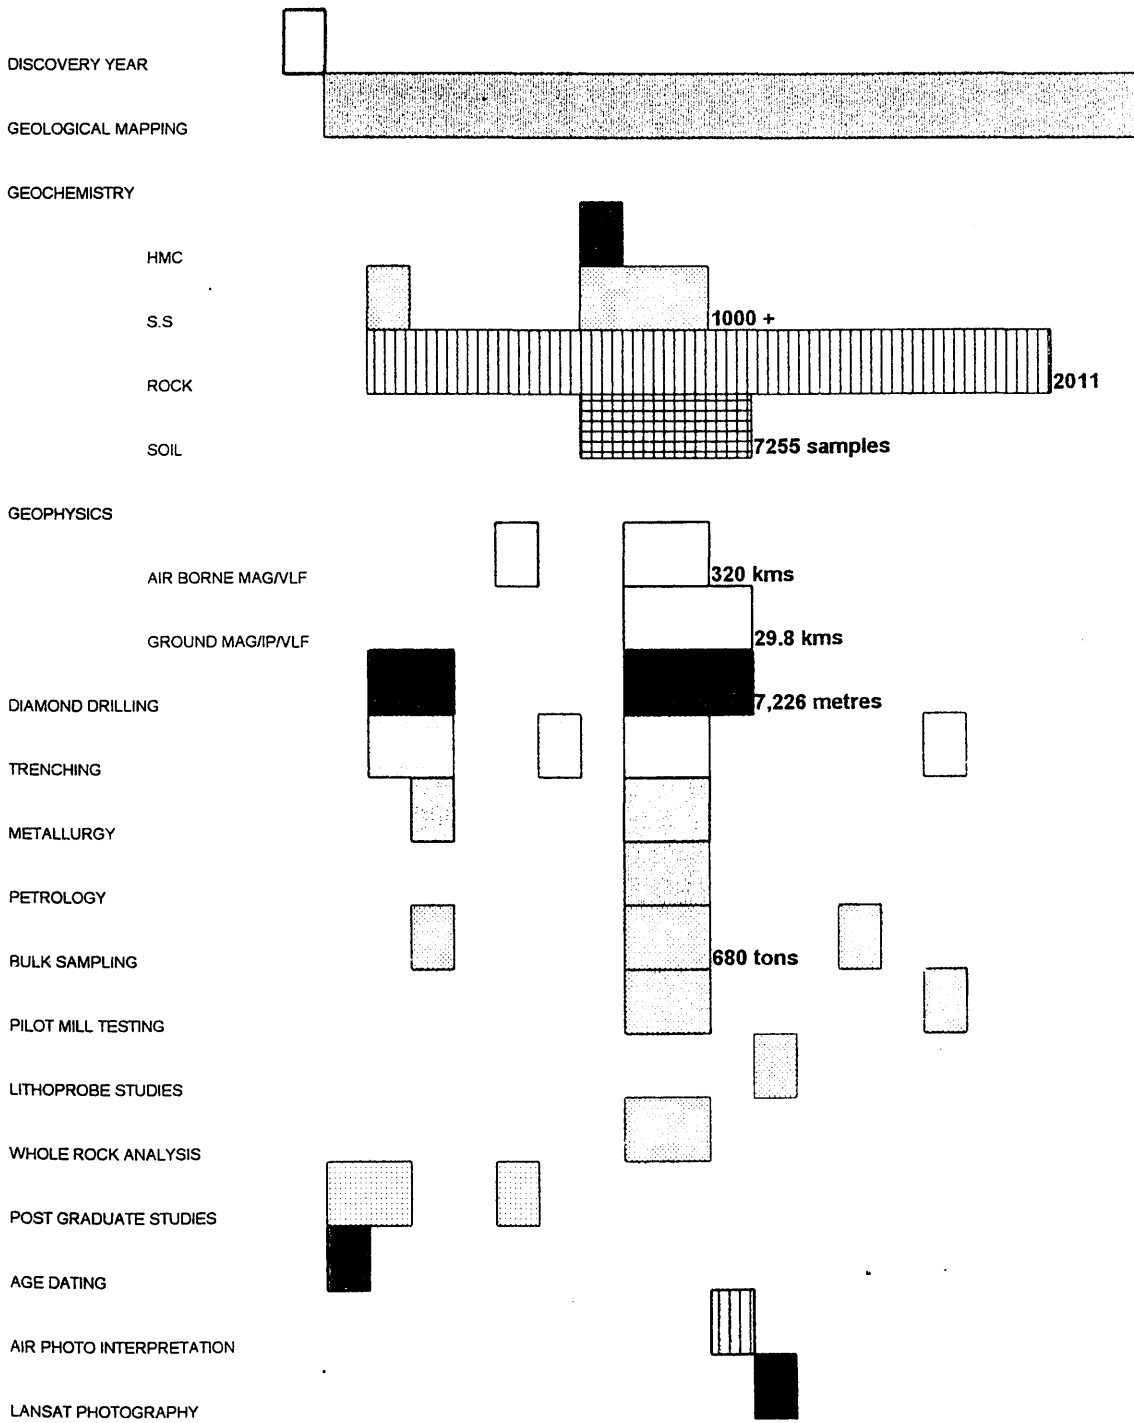 DISCOVERY YEAR
GEOLOGICAL MAPPING
GEOCHEMISTRY
HMC
S.S
1000 +
ROCK
2011
SOIL
7255 samples
GEOPHYSICS
AIR BORNE MAG/VLF
320 kms
GROUND MAG/IP/VLF
29.8 kms
DIAMOND DRILLING
7,226 metres
TRENCHING
METALLURGY
PETROLOGY
BULK SAMPLING
680 tons
PILOT MILL TESTING
LITHOPROBE STUDIES
WHOLE ROCK ANALYSIS
POST GRADUATE STUDIES
AGE DATING
AIR PHOTO INTERPRETATION
LANSAT PHOTOGRAPHY